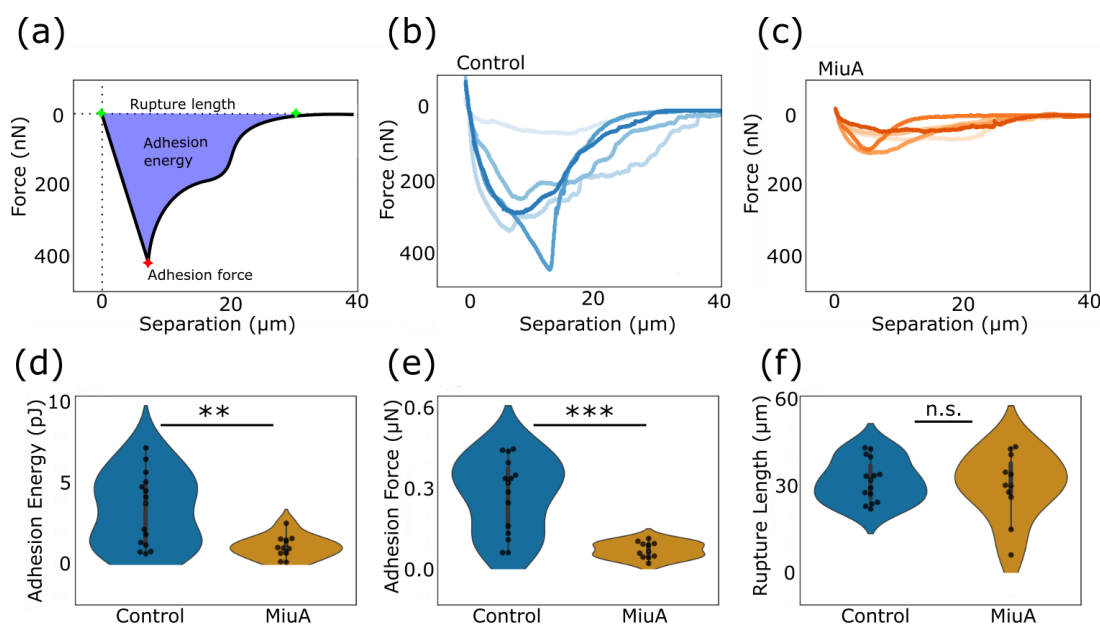 (a)
Force (nN)
0
200
400
Rupture length
Adhesion
energy
Adhesion force
0
20
40
Separation (μm)
(b)
Control
Force (nN)
0
200
400
0
20
40
Separation (μm)
(c)
MiuA
Force (nN)
0
200
400
0
20
40
Separation (μm)
(d)
Adhesion Energy (pJ)
10
5
0
**
Control
MiuA
(e)
Adhesion Force (μN)
0.6
0.3
0.0
***
Control
MiuA
(f)
Rupture Length (μm)
60
30
0
n.s.
Control
MiuA